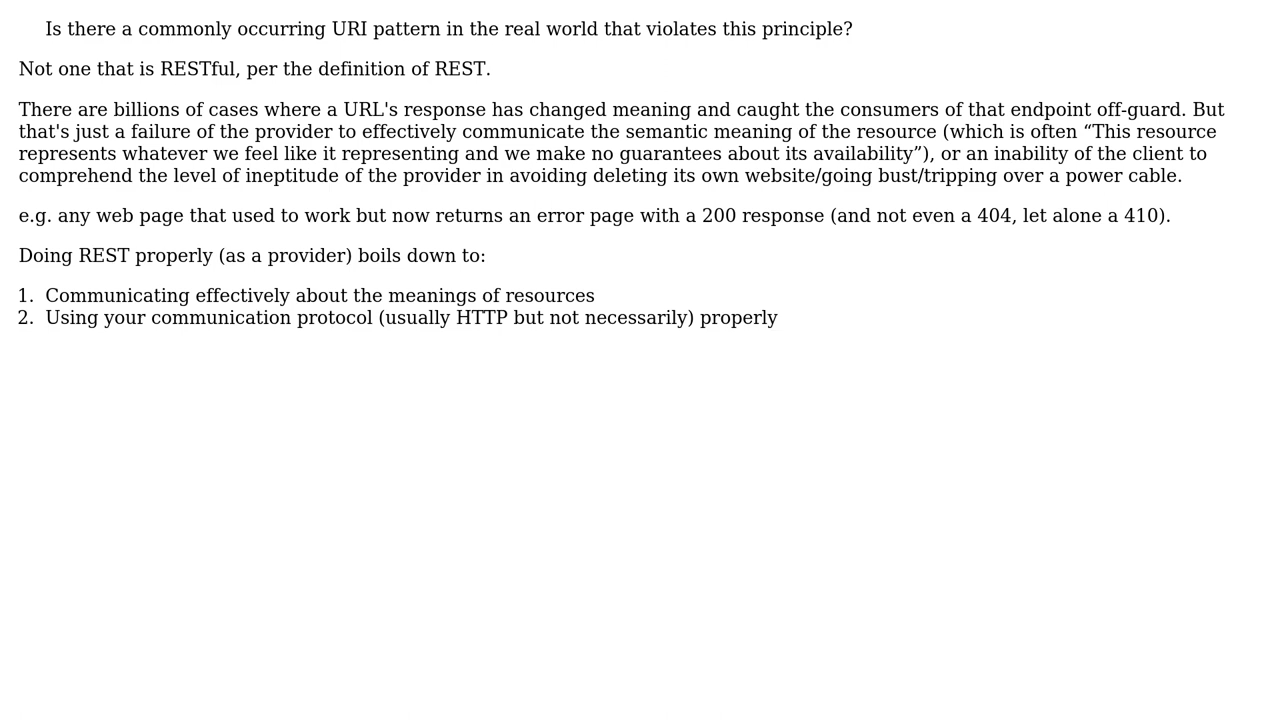 Is there a commonly occurring URI pattern in the real world that violates this principle?
Not one that is RESTful, per the definition of REST.
There are billions of cases where a URL's response has changed meaning and caught the consumers of that endpoint off-guard. But
that's just a failure of the provider to effectively communicate the semantic meaning of the resource (which is often “This resource
represents whatever we feel like it representing and we make no guarantees about its availability”), or an inability of the client to
comprehend the level of ineptitude of the provider in avoiding deleting its own website/going bust/tripping over a power cable.
e.g. any web page that used to work but now returns an error page with a 200 response (and not even a 404, let alone a 410).
Doing REST properly (as a provider) boils down to:
1. Communicating effectively about the meanings of resources
2. Using your communication protocol (usually HTTP but not necessarily) properly